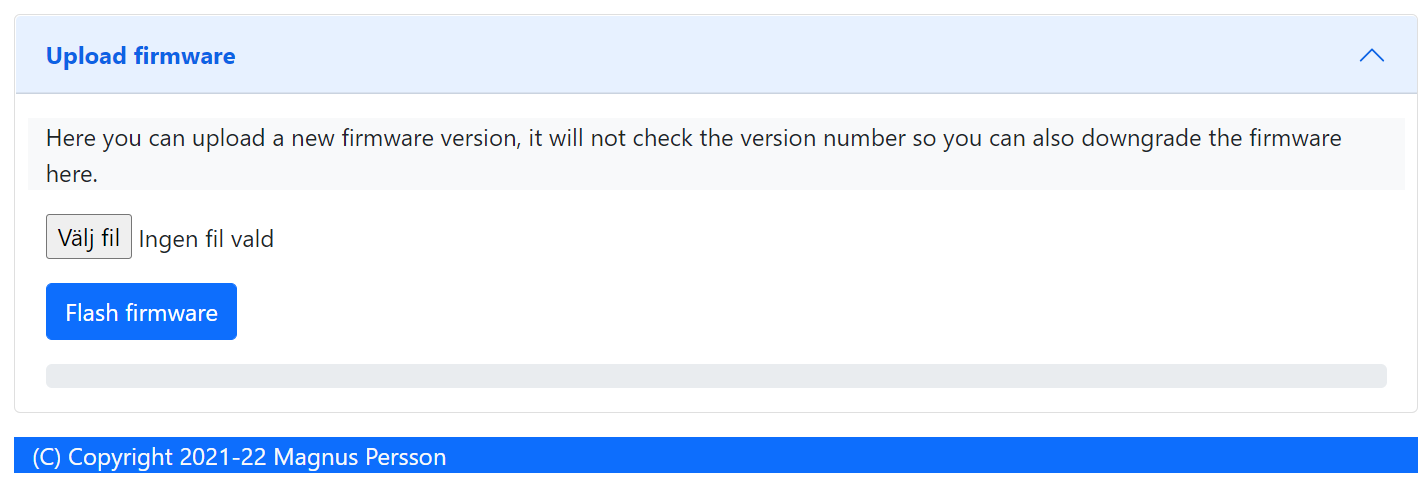 Upload firmware
Here you can upload a new firmware version, it will not check the version number so you can also downgrade the firmware
here.
Välj fil Ingen fil vald
Flash firmware
(C) Copyright 2021-22 Magnus Persson